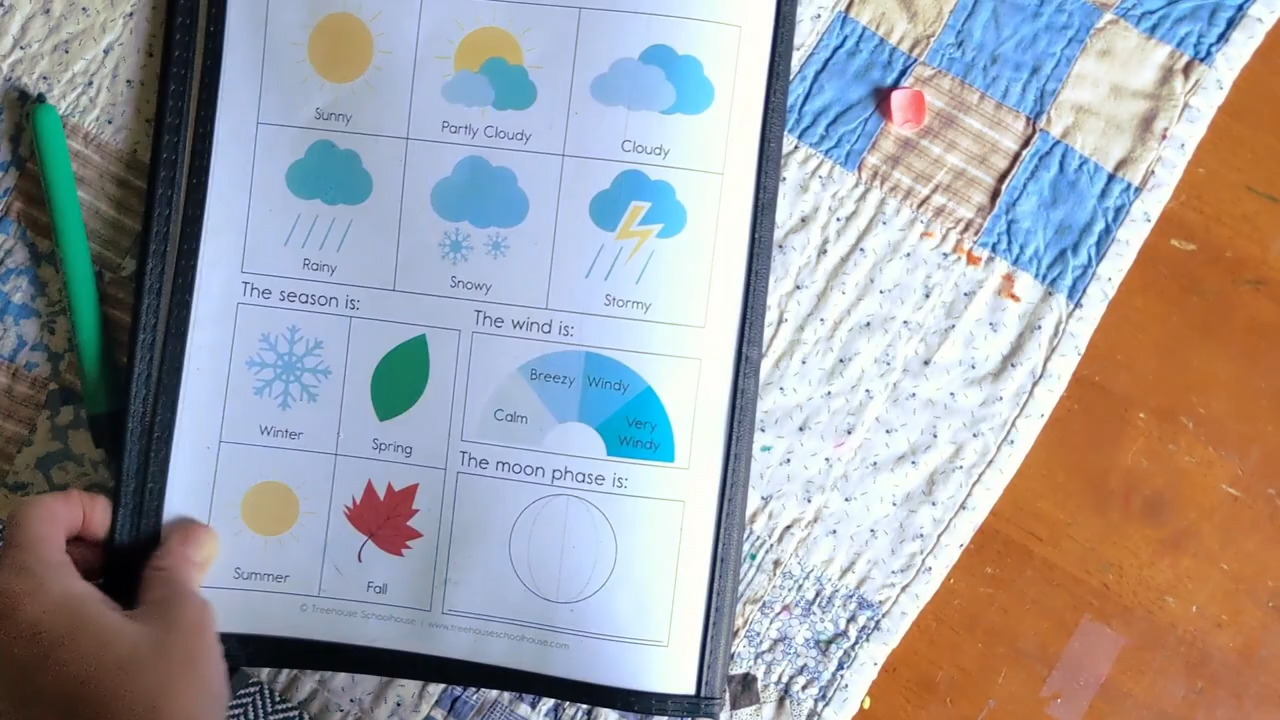 Sunny
Partly Cloudy
Cloudy
Rainy
Snowy
Stormy
The season is:
Winter
Spring
Summer
Fall
The wind is:
Calm
Breezy
Windy
Very
Windy
The moon phase is:
© Treehouse Schoolhouse | www.treehouseschoolhouse.com